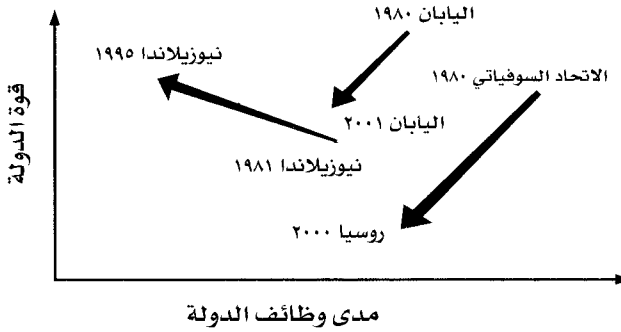 اليابان ١٩٨٠
نيوزيلاندا ١٩٩٥
الاتحاد السوفياتي ١٩٨٠
اليابان ٢٠٠١
نيوزيلاندا ١٩٨١
روسيا ٢٠٠٠
قوة الدولة
مدى وظائف الدولة